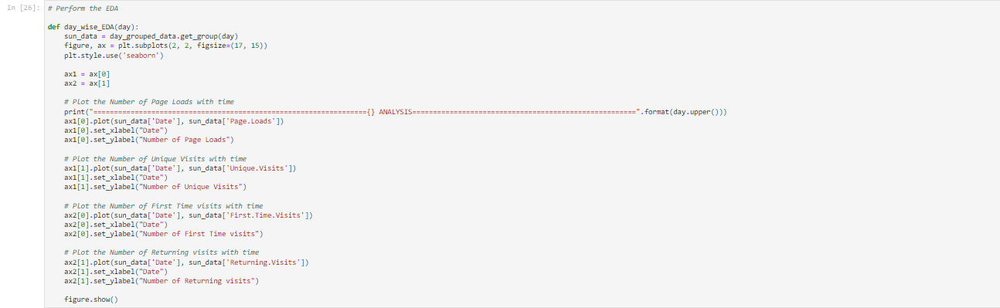 In [26]: # Perform the EDA
def day_wise_EDA(day):
    sun_data = day_grouped_data.get_group(day)
    figure, ax = plt.subplots(2, 2, figsize=(17, 15))
    plt.style.use('seaborn')
    ax1 = ax[0]
    ax2 = ax[1]
    # Plot the Number of Page Loads with time
    print("=================================================================={} ANALYSIS======================================================".format(day.upper()))
    ax1[0].plot(sun_data['Date'], sun_data['Page.Loads'])
    ax1[0].set_xlabel("Date")
    ax1[0].set_ylabel("Number of Page Loads")
    # Plot the Number of Unique Visits with time
    ax1[1].plot(sun_data['Date'], sun_data['Unique.Visits'])
    ax1[1].set_xlabel("Date")
    ax1[1].set_ylabel("Number of Unique Visits")
    # Plot the Number of First Time visits with time
    ax2[0].plot(sun_data['Date'], sun_data['First.Time.Visits'])
    ax2[0].set_xlabel("Date")
    ax2[0].set_ylabel("Number of First Time visits")
    # Plot the Number of Returning visits with time
    ax2[1].plot(sun_data['Date'], sun_data['Returning.Visits'])
    ax2[1].set_xlabel("Date")
    ax2[1].set_ylabel("Number of Returning visits")
    figure.show()